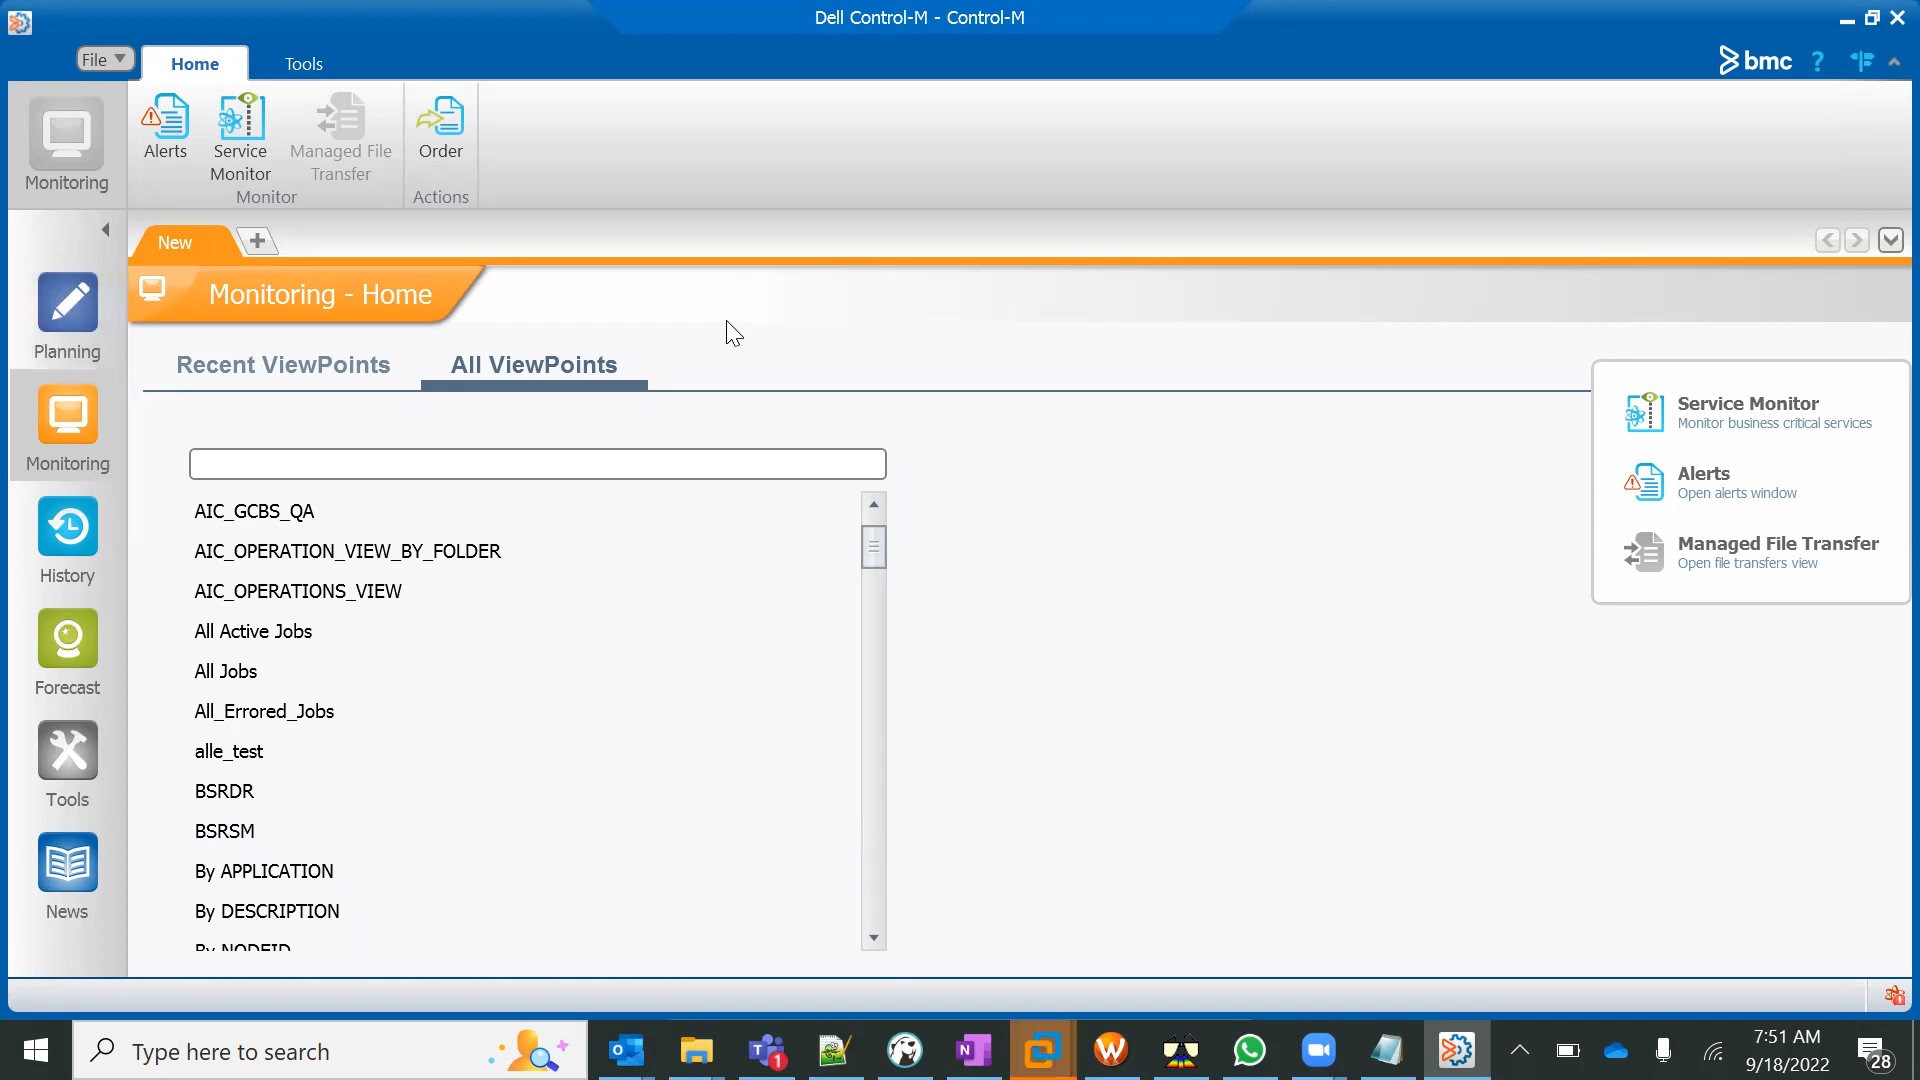 Dell Control-M - Control-M
File
Home
Tools
bmc
?
Monitoring
Alerts
Service
Monitor
Managed File
Transfer
Order
Monitor
Actions
New
Monitoring - Home
Planning
Monitoring
History
Forecast
Tools
News
Recent ViewPoints
All ViewPoints
AIC_GCBS_QA
AIC_OPERATION_VIEW_BY_FOLDER
AIC_OPERATIONS_VIEW
All Active Jobs
All Jobs
All_Errored_Jobs
alle_test
BSRDR
BSRSM
By APPLICATION
By DESCRIPTION
By NODEID
Service Monitor
Monitor business critical services
Alerts
Open alerts window
Managed File Transfer
Open file transfers view
Type here to search
1
7:51 AM
9/18/2022
28